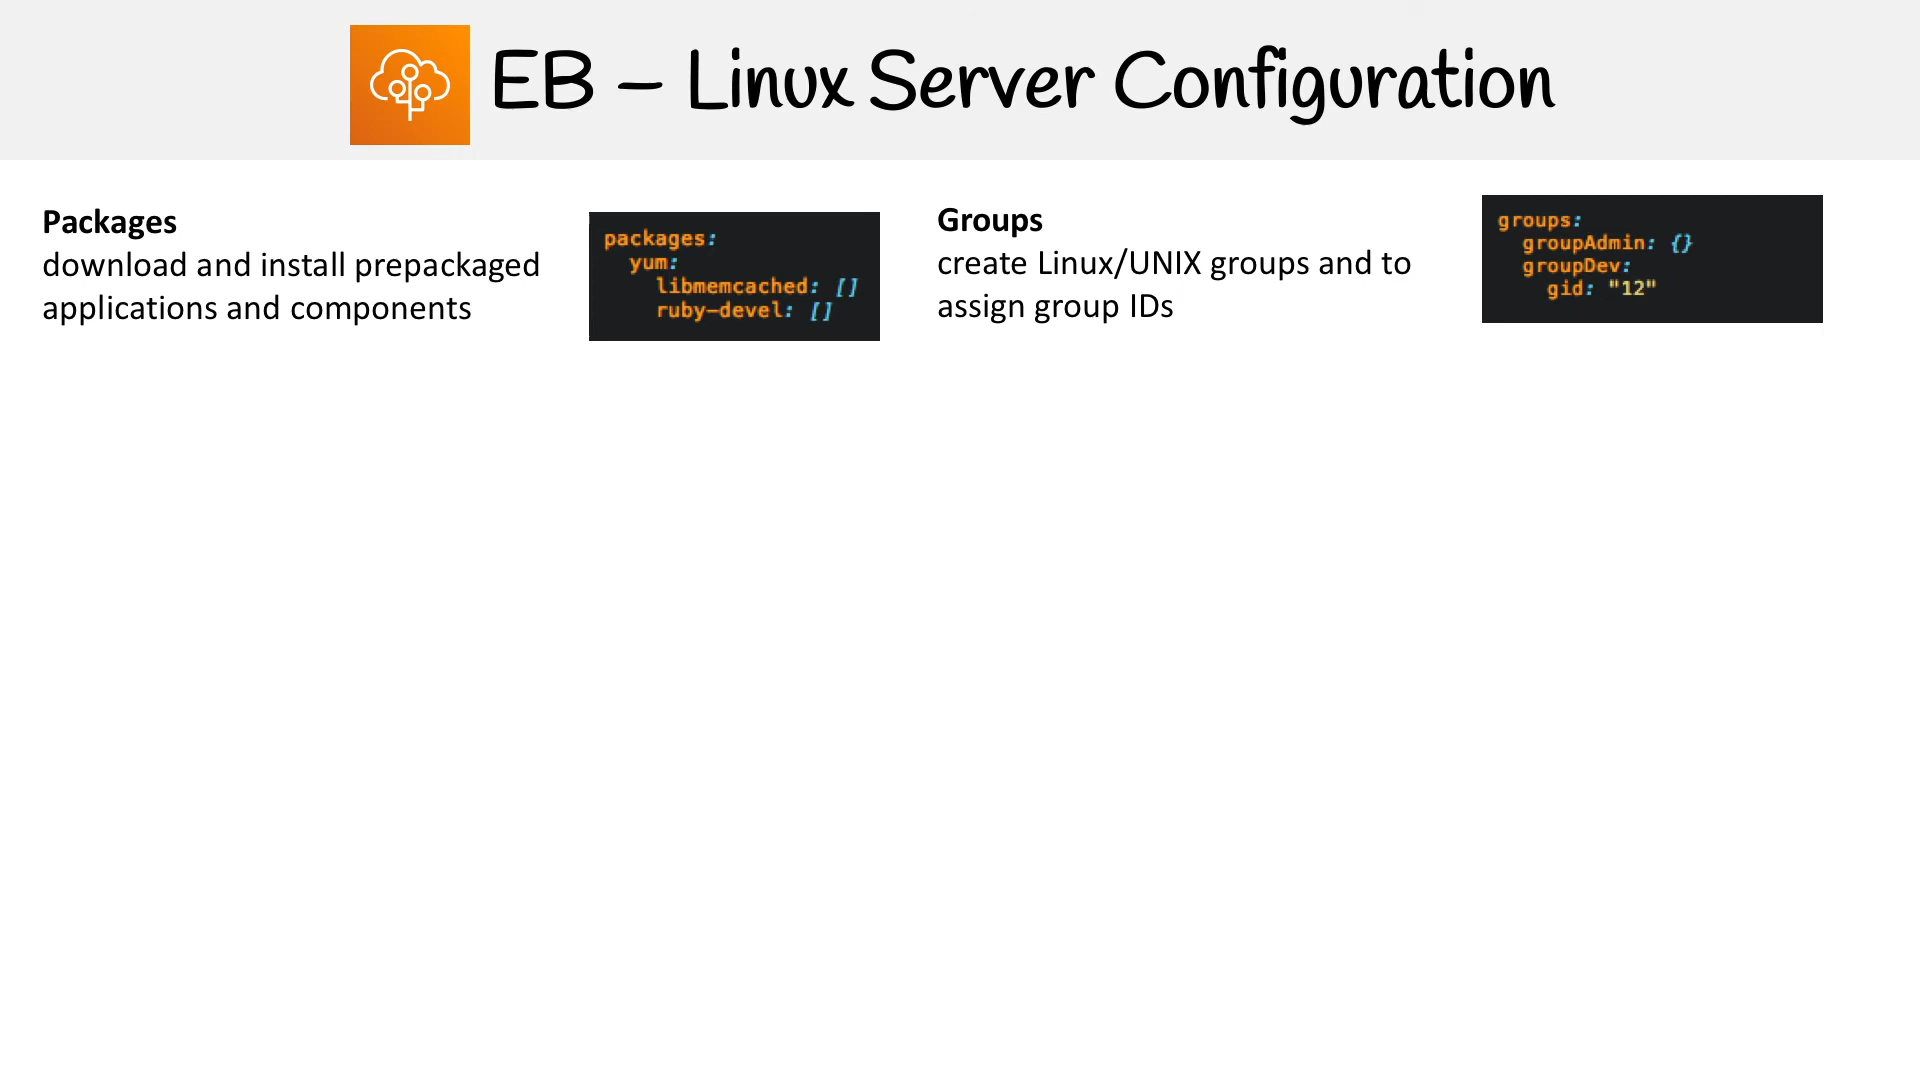 EB – Linux Server Configuration
Packages
download and install prepackaged
applications and components
packages:
  yum:
    libmemcached: []
    ruby-devel: []
Groups
create Linux/UNIX groups and to
assign group IDs
groups:
  groupAdmin: {}
  groupDev:
    gid: "12"